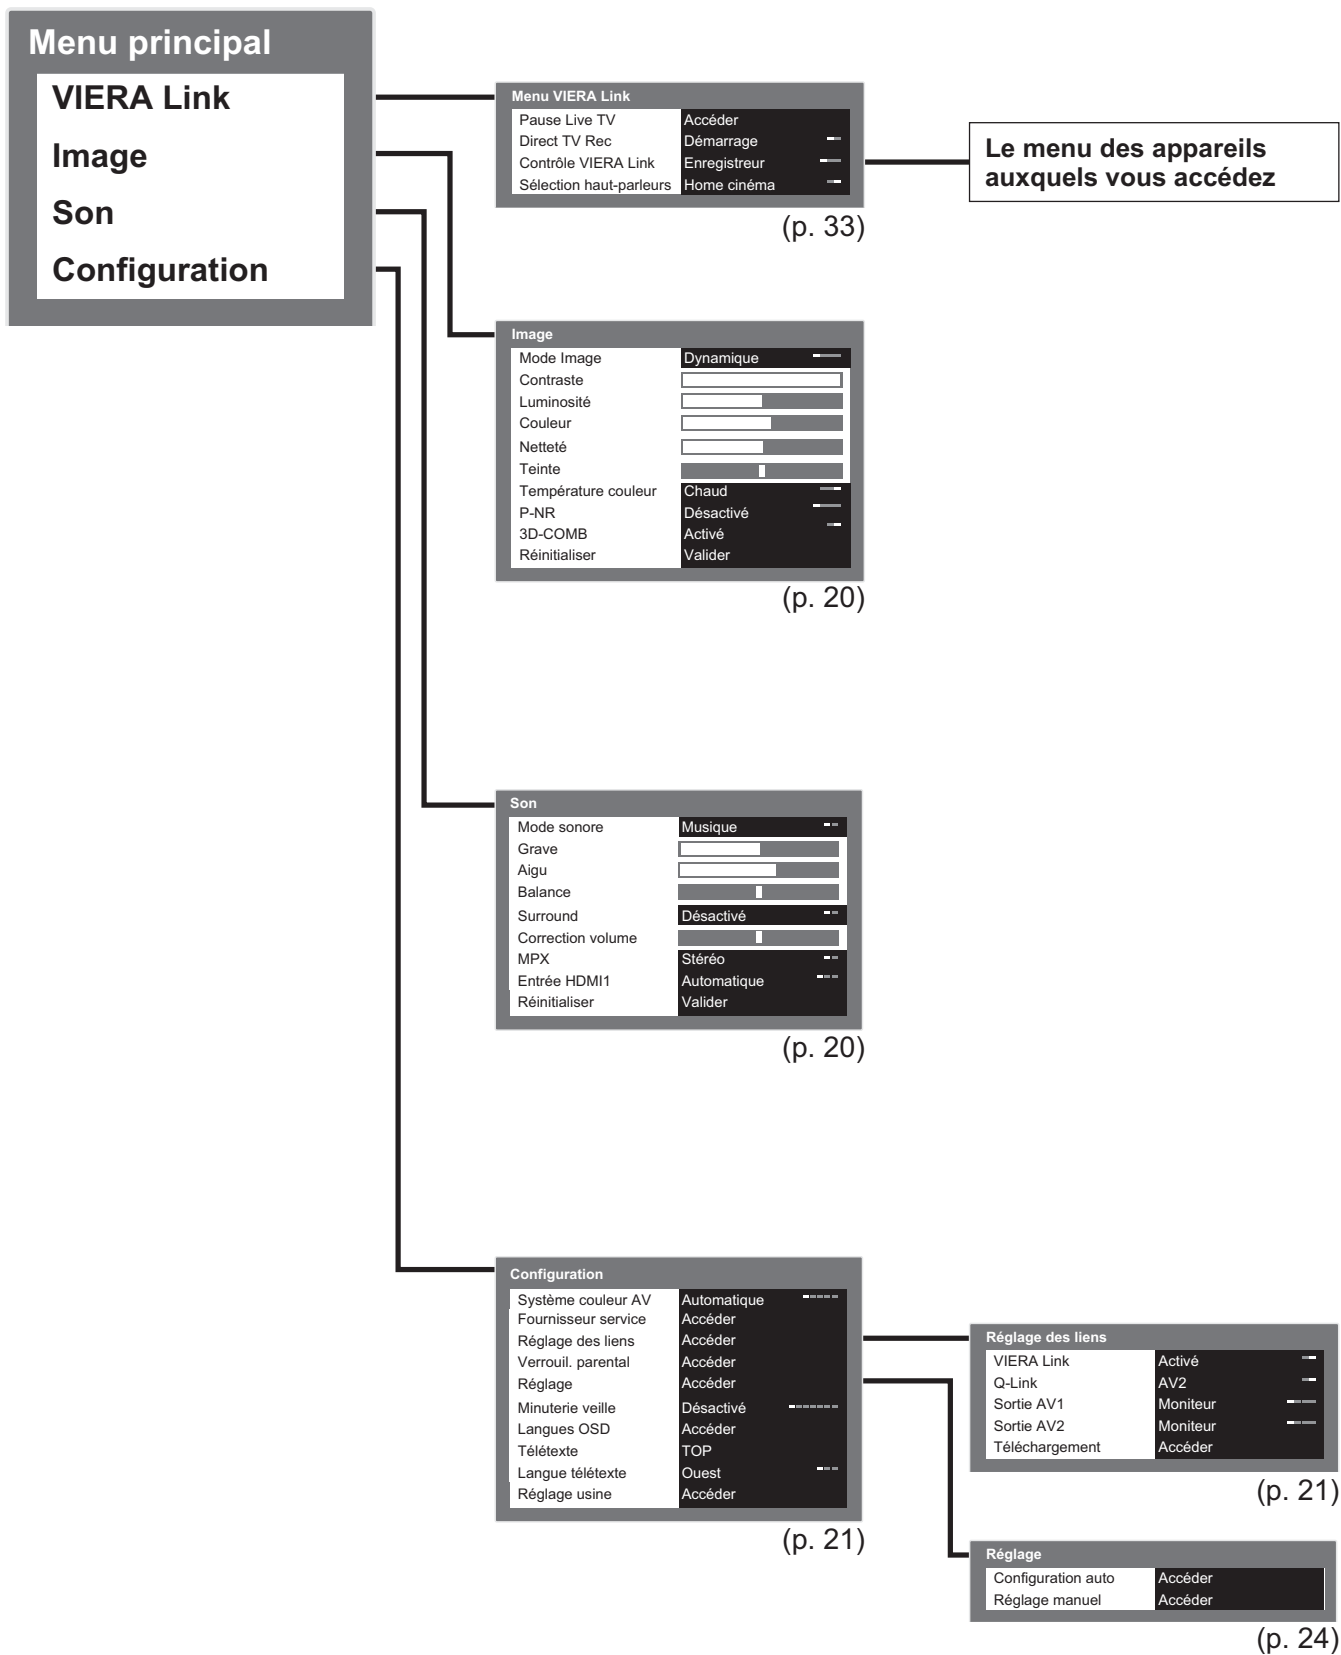 Menu principal
VIERA Link
Image
Son
Configuration
Menu VIERA Link
Pause Live TV Accéder
Direct TV Rec Démarrage
Contrôle VIERA Link Enregistreur
Sélection haut-parleurs Home cinéma
(p. 33)
Le menu des appareils
auxquels vous accédez
Image
Mode Image Dynamique
Contraste
Luminosité
Couleur
Netteté
Teinte
Température couleur Chaud
P-NR Désactivé
3D-COMB Activé
Réinitialiser Valider
(p. 20)
Son
Mode sonore Musique
Grave
Aigu
Balance
Surround Désactivé
Correction volume
MPX Stéréo
Entrée HDMI1 Automatique
Réinitialiser Valider
(p. 20)
Configuration
Système couleur AV Automatique
Fournisseur service Accéder
Réglage des liens Accéder
Verrouil. parental Accéder
Réglage Accéder
Minuterie veille Désactivé
Langues OSD Accéder
Télétexte TOP
Langue télétexte Ouest
Réglage usine Accéder
(p. 21)
Réglage des liens
VIERA Link Activé
Q-Link AV2
Sortie AV1 Moniteur
Sortie AV2 Moniteur
Téléchargement Accéder
(p. 21)
Réglage
Configuration auto Accéder
Réglage manuel Accéder
(p. 24)